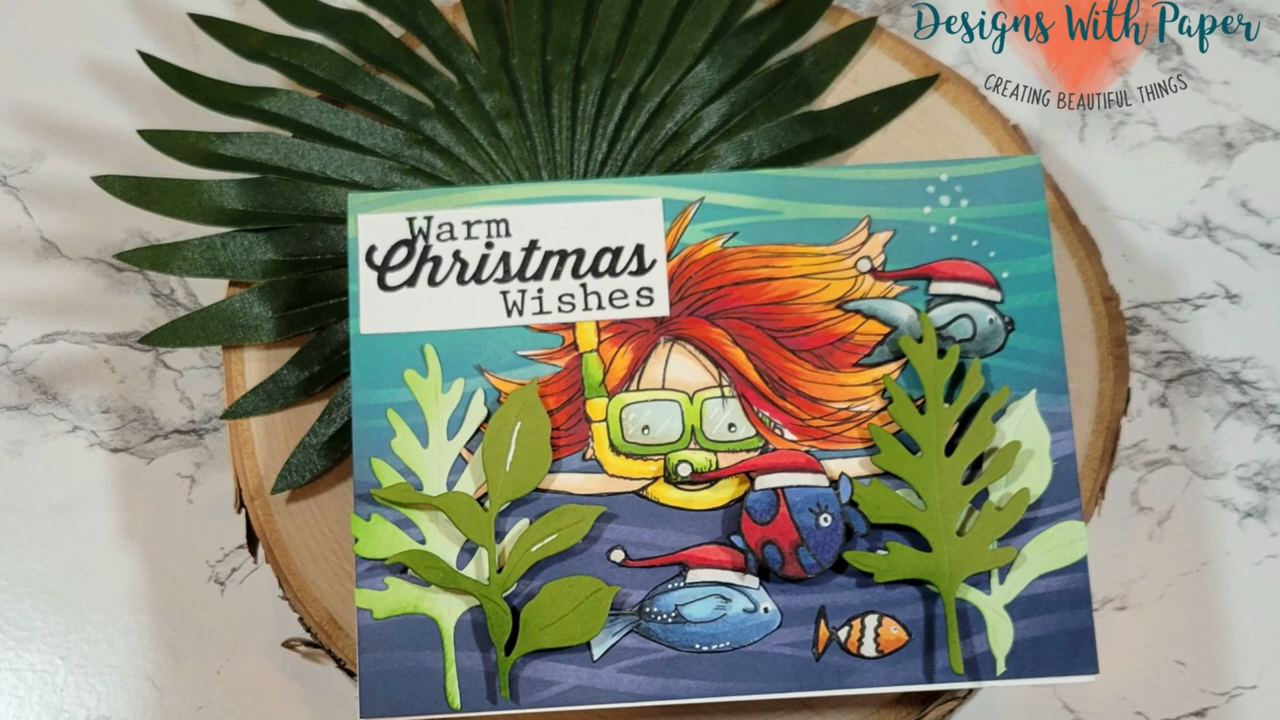 Designs With Paper
CREATING BEAUTIFUL THINGS
Warm
Christmas
Wishes